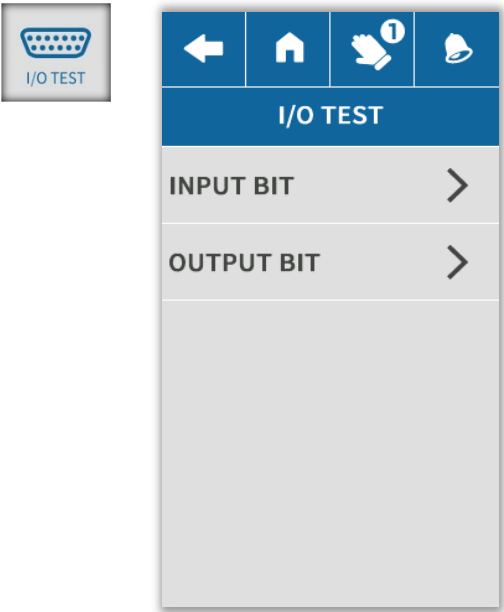 I/O TEST
1
I/O TEST
INPUT BIT
OUTPUT BIT